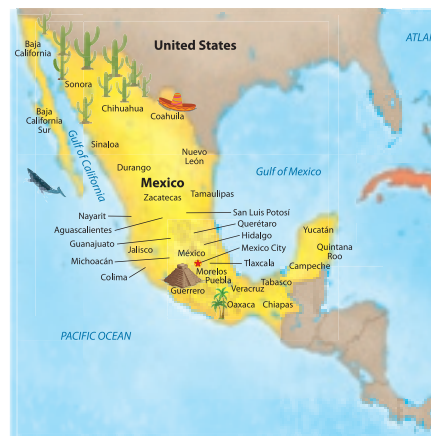 United States
ATLA
Baja
California
Sonora
Chihuahua
Coahuila
Baja
California
Sur
Gulf of California
Sinaloa
Nuevo
León
Durango
Gulf of Mexico
Mexico
Zacatecas
Tamaulipas
Nayarit
San Luis Potosí
Aguascalientes
Querétaro
Yucatán
Guanajuato
Hidalgo
Jalisco
México
Mexico City
Quintana
Roo
Michoacán
Tlaxcala
Campeche
Colima
Morelos
Puebla
Tabasco
Guerrero
Veracruz
Oaxaca
Chiapas
PACIFIC OCEAN